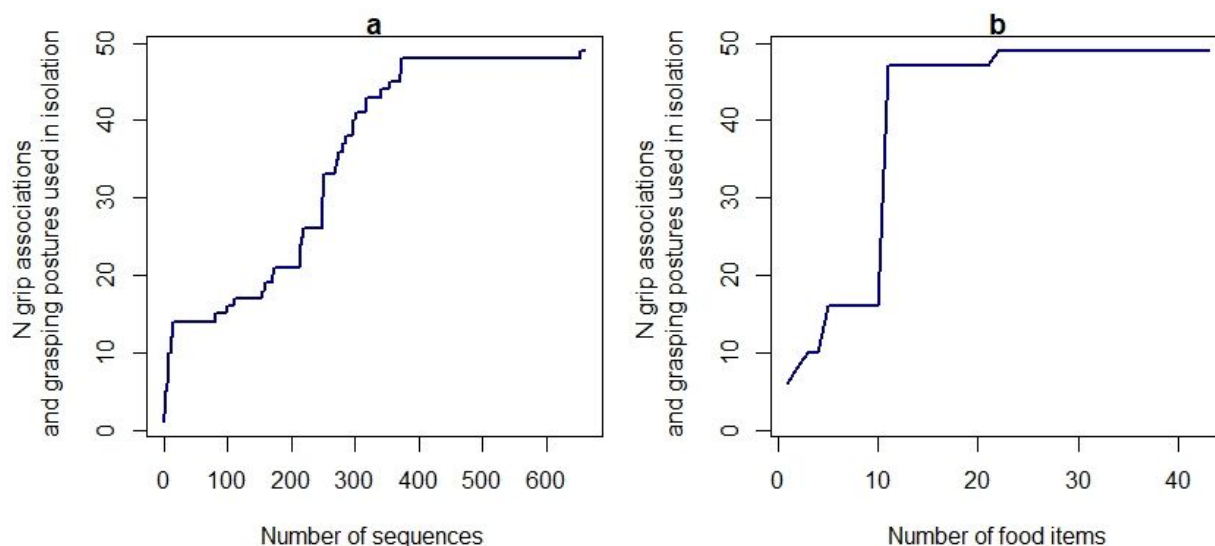 a
N grip associations
and grasping postures used in isolation
50
40
30
20
10
0
0 100 200 300 400 500 600
Number of sequences
b
N grip associations
and grasping postures used in isolation
50
40
30
20
10
0
0 10 20 30 40
Number of food items